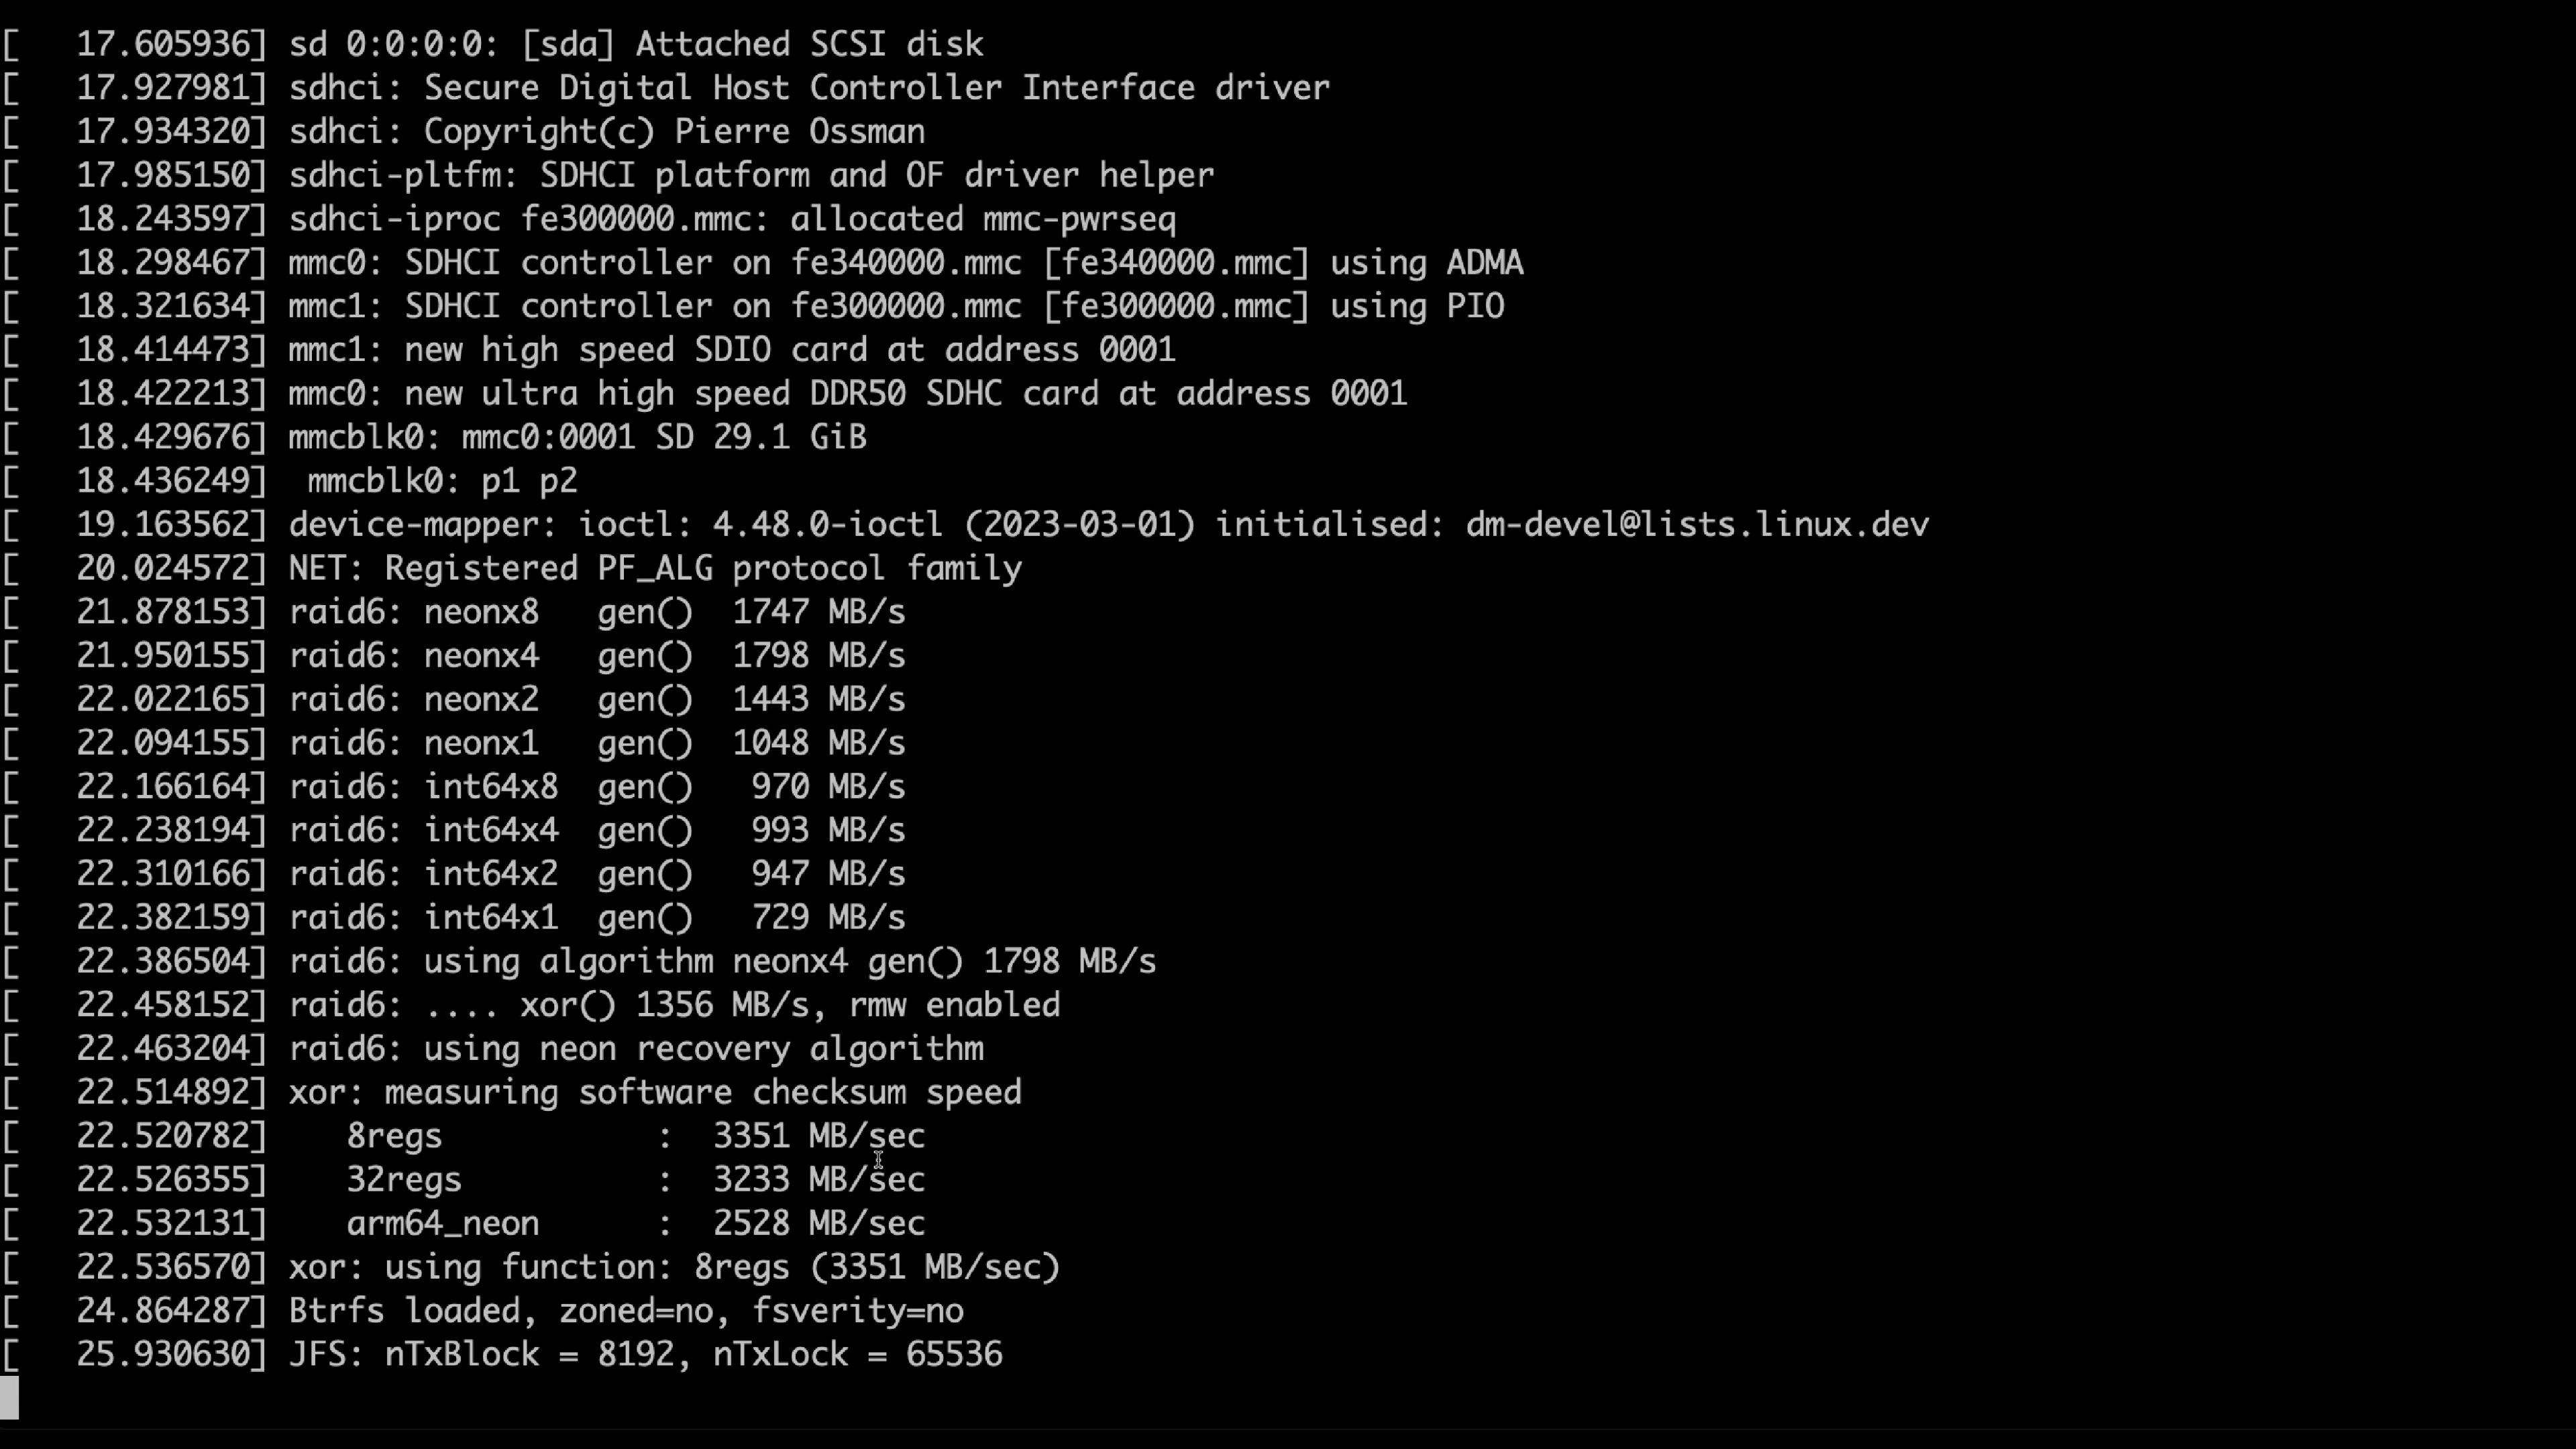 [   17.605936] sd 0:0:0:0: [sda] Attached SCSI disk
[   17.927981] sdhci: Secure Digital Host Controller Interface driver
[   17.934320] sdhci: Copyright(c) Pierre Ossman
[   17.985150] sdhci-pltfm: SDHCI platform and OF driver helper
[   18.243597] sdhci-iproc fe300000.mmc: allocated mmc-pwrseq
[   18.298467] mmc0: SDHCI controller on fe340000.mmc [fe340000.mmc] using ADMA
[   18.321634] mmc1: SDHCI controller on fe300000.mmc [fe300000.mmc] using PIO
[   18.414473] mmc1: new high speed SDIO card at address 0001
[   18.422213] mmc0: new ultra high speed DDR50 SDHC card at address 0001
[   18.429676] mmcblk0: mmc0:0001 SD 29.1 GiB
[   18.436249]  mmcblk0: p1 p2
[   19.163562] device-mapper: ioctl: 4.48.0-ioctl (2023-03-01) initialised: dm-devel@lists.linux.dev
[   20.024572] NET: Registered PF_ALG protocol family
[   21.878153] raid6: neonx8   gen()  1747 MB/s
[   21.950155] raid6: neonx4   gen()  1798 MB/s
[   22.022165] raid6: neonx2   gen()  1443 MB/s
[   22.094155] raid6: neonx1   gen()  1048 MB/s
[   22.166164] raid6: int64x8  gen()   970 MB/s
[   22.238194] raid6: int64x4  gen()   993 MB/s
[   22.310166] raid6: int64x2  gen()   947 MB/s
[   22.382159] raid6: int64x1  gen()   729 MB/s
[   22.386504] raid6: using algorithm neonx4 gen() 1798 MB/s
[   22.458152] raid6: .... xor() 1356 MB/s, rmw enabled
[   22.463204] raid6: using neon recovery algorithm
[   22.514892] xor: measuring software checksum speed
[   22.520782]    8regs           :  3351 MB/sec
[   22.526355]    32regs          :  3233 MB/sec
[   22.532131]    arm64_neon      :  2528 MB/sec
[   22.536570] xor: using function: 8regs (3351 MB/sec)
[   24.864287] Btrfs loaded, zoned=no, fsverity=no
[   25.930630] JFS: nTxBlock = 8192, nTxLock = 65536